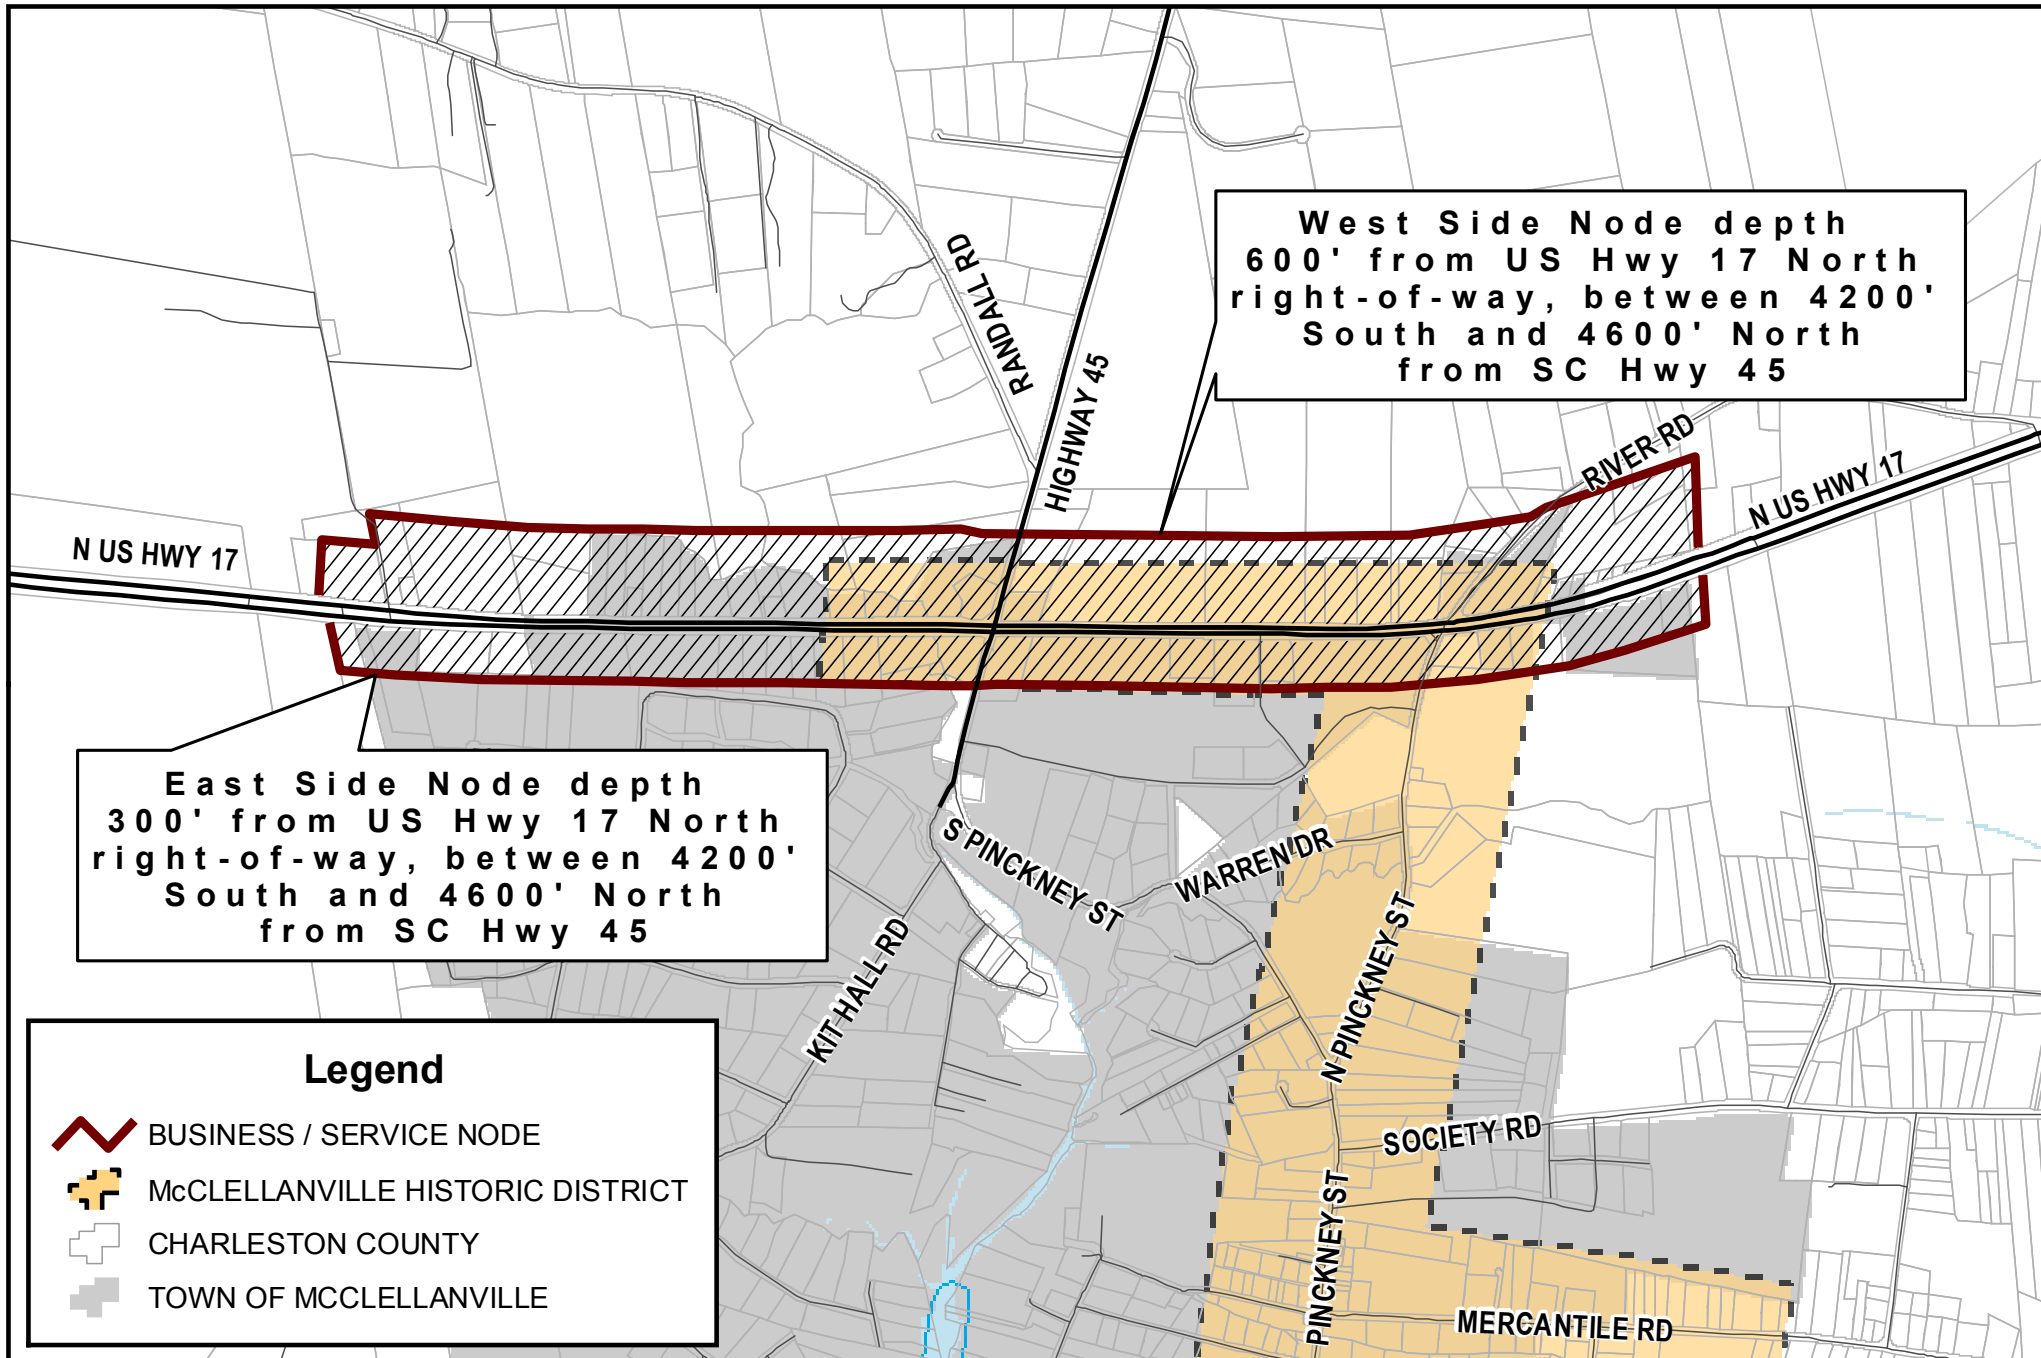 West Side Node depth
600' from US Hwy 17 North
right-of-way, between 4200'
South and 4600' North
from SC Hwy 45
RANDALL RD
HIGHWAY 45
RIVER RD
N US HWY 17
N US HWY 17
East Side Node depth
300' from US Hwy 17 North
right-of-way, between 4200'
South and 4600' North
from SC Hwy 45
S PINCKNEY ST
WARREN DR
KIT HALL RD
N PINCKNEY ST
SOCIETY RD
PINCKNEY ST
MERCANTILE RD
Legend
BUSINESS / SERVICE NODE
McCLELLANVILLE HISTORIC DISTRICT
CHARLESTON COUNTY
TOWN OF MCCLELLANVILLE